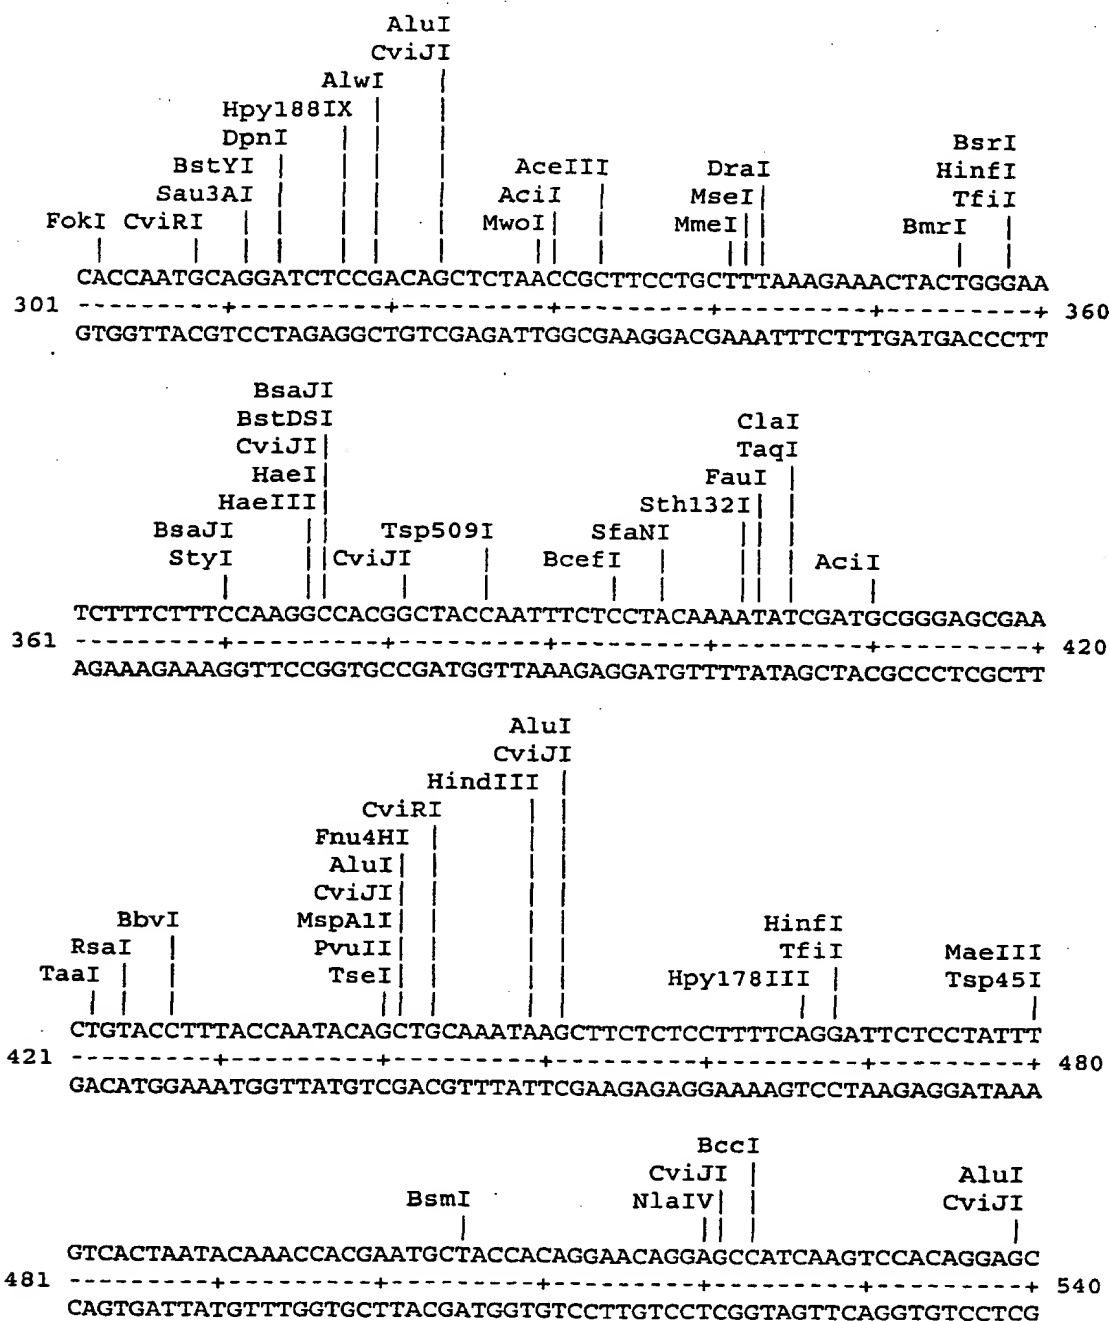 AluI
CviJI
AlwI
Hpy188IX
DpnI BsrI
BstYI AceIII DraI HinfI
Sau3AI AciI MseI TfiI
FokI CviRI MwoI MmeI BmrI
CACCAATGCAGGATCTCCGACAGCTCTAACCGCTTCCTGCTTTAAAGAAACTACTGGGAA
301 ---------+---------+---------+---------+---------+---------+ 360
GTGGTTACGTCCTAGAGGCTGTCGAGATTGGCGAAGGACGAAATTTCTTTGATGACCCTT
BsaJI
BstDSI ClaI
CviJI TaqI
HaeI FauI
HaeIII Sth132I
BsaJI Tsp509I SfaNI
StyI CviJI BcefI AciI
TCTTTCTTTCCAAGGCCACGGCTACCAATTTCTCCTACAAAATATCGATGCGGGAGCGAA
361 ---------+---------+---------+---------+---------+---------+ 420
AGAAAGAAAGGTTCCGGTGCCGATGGTTAAAGAGGATGTTTTATAGCTACGCCCTCGCTT
AluI
CviJI
HindIII
CviRI
Fnu4HI
AluI
CviJI
BbvI MspA1I HinfI
RsaI PvuII TfiI MaeIII
TaaI TseI Hpy178III Tsp45I
CTGTACCTTTACCAATACAGCTGCAAATAAGCTTCTCTCCTTTTCAGGATTCTCCTATTT
421 ---------+---------+---------+---------+---------+---------+ 480
GACATGGAAATGGTTATGTCGACGTTTATTCGAAGAGAGGAAAAGTCCTAAGAGGATAAA
BccI
CviJI AluI
BsmI NlaIV CviJI
GTCACTAATACAAACCACGAATGCTACCACAGGAACAGGAGCCATCAAGTCCACAGGAGC
481 ---------+---------+---------+---------+---------+---------+ 540
CAGTGATTATGTTTGGTGCTTACGATGGTGTCCTTGTCCTCGGTAGTTCAGGTGTCCTCG